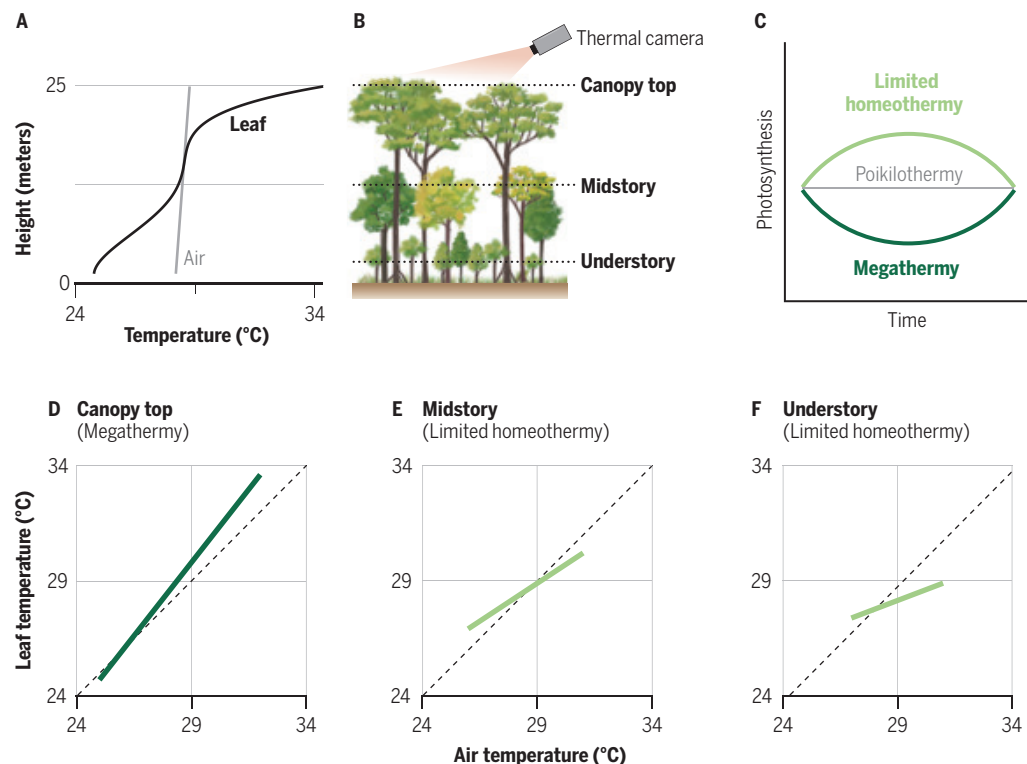 A
25
Height (meters)
0
Leaf
Air
24
34
Temperature (°C)
B
Thermal camera
Canopy top
Midstory
Understory
C
Photosynthesis
Limited
homeothermy
Poikilothermy
Megathermy
Time
D Canopy top
(Megathermy)
Leaf temperature (°C)
34
29
24
24
29
34
E Midstory
(Limited homeothermy)
34
29
24
24
29
34
Air temperature (°C)
F Understory
(Limited homeothermy)
34
29
24
24
29
34